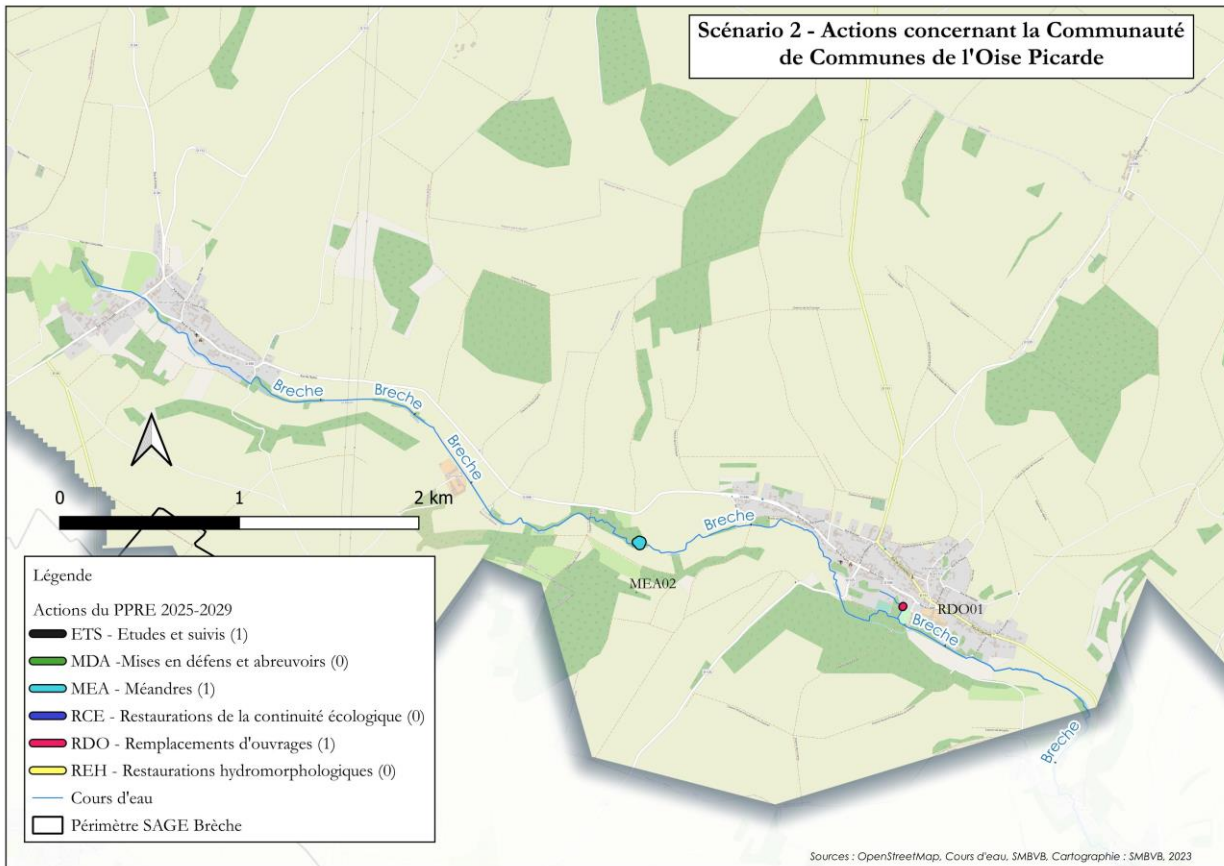 Scénario 2 - Actions concernant la Communauté
de Communes de l'Oise Picarde
Breche
Breche
Breche
Breche
MEA02
RDO01
Breche
Breche
0 1 2 km
Légende
Actions du PPRE 2025-2029
ETS - Etudes et suivis (1)
MDA -Mises en défens et abreuvoirs (0)
MEA - Méandres (1)
RCE - Restaurations de la continuité écologique (0)
RDO - Remplacements d'ouvrages (1)
REH - Restaurations hydromorphologiques (0)
Cours d'eau
Périmètre SAGE Brèche
Sources : OpenStreetMap, Cours d'eau, SMBVB, Cartographie : SMBVB, 2023